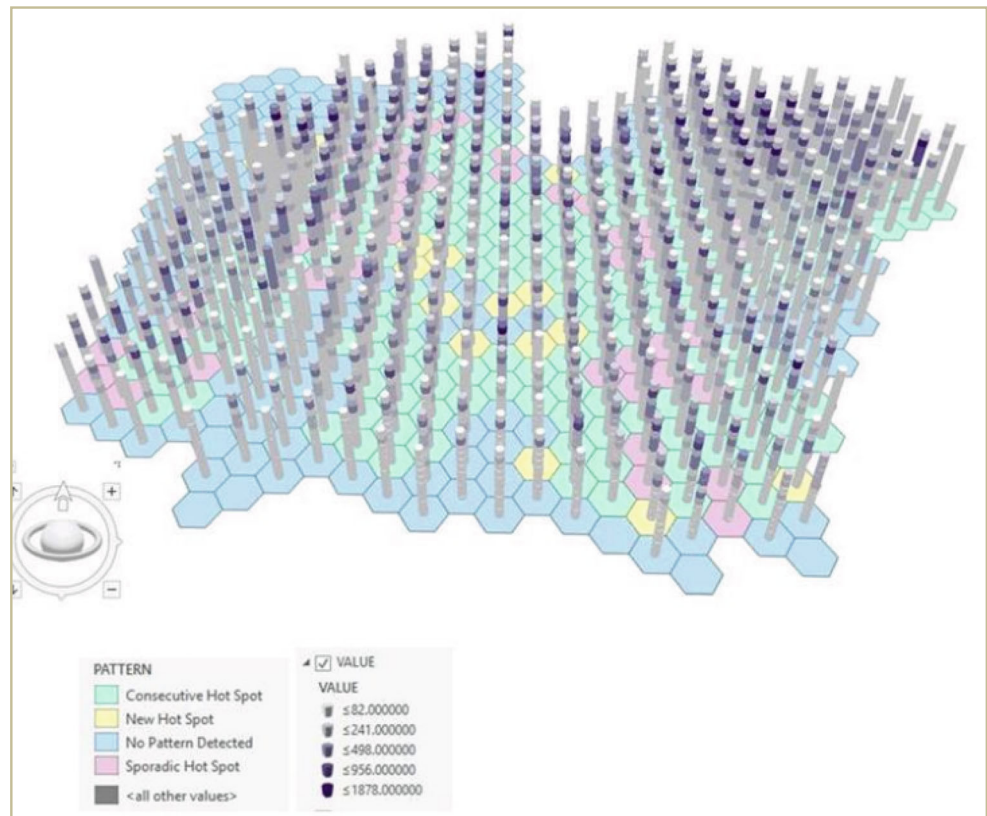 PATTERN
Consecutive Hot Spot
New Hot Spot
No Pattern Detected
Sporadic Hot Spot
<all other values>
VALUE
VALUE
≤82.000000
≤241.000000
≤498.000000
≤956.000000
≤1878.000000